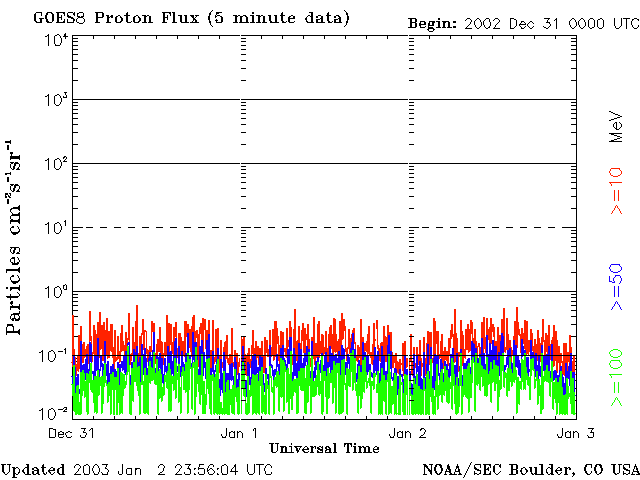 GOES8 Proton Flux (5 minute data)
Begin: 2002 Dec 31 0000 UTC
Particles cm⁻²s⁻¹sr⁻¹
10⁴
10³
10²
10¹
10⁰
10⁻¹
10⁻²
Dec 31
Jan 1
Jan 2
Jan 3
Universal Time
MeV
>=10
>=50
>=100
Updated 2003 Jan 2 23:56:04 UTC
NOAA/SEC Boulder, CO USA